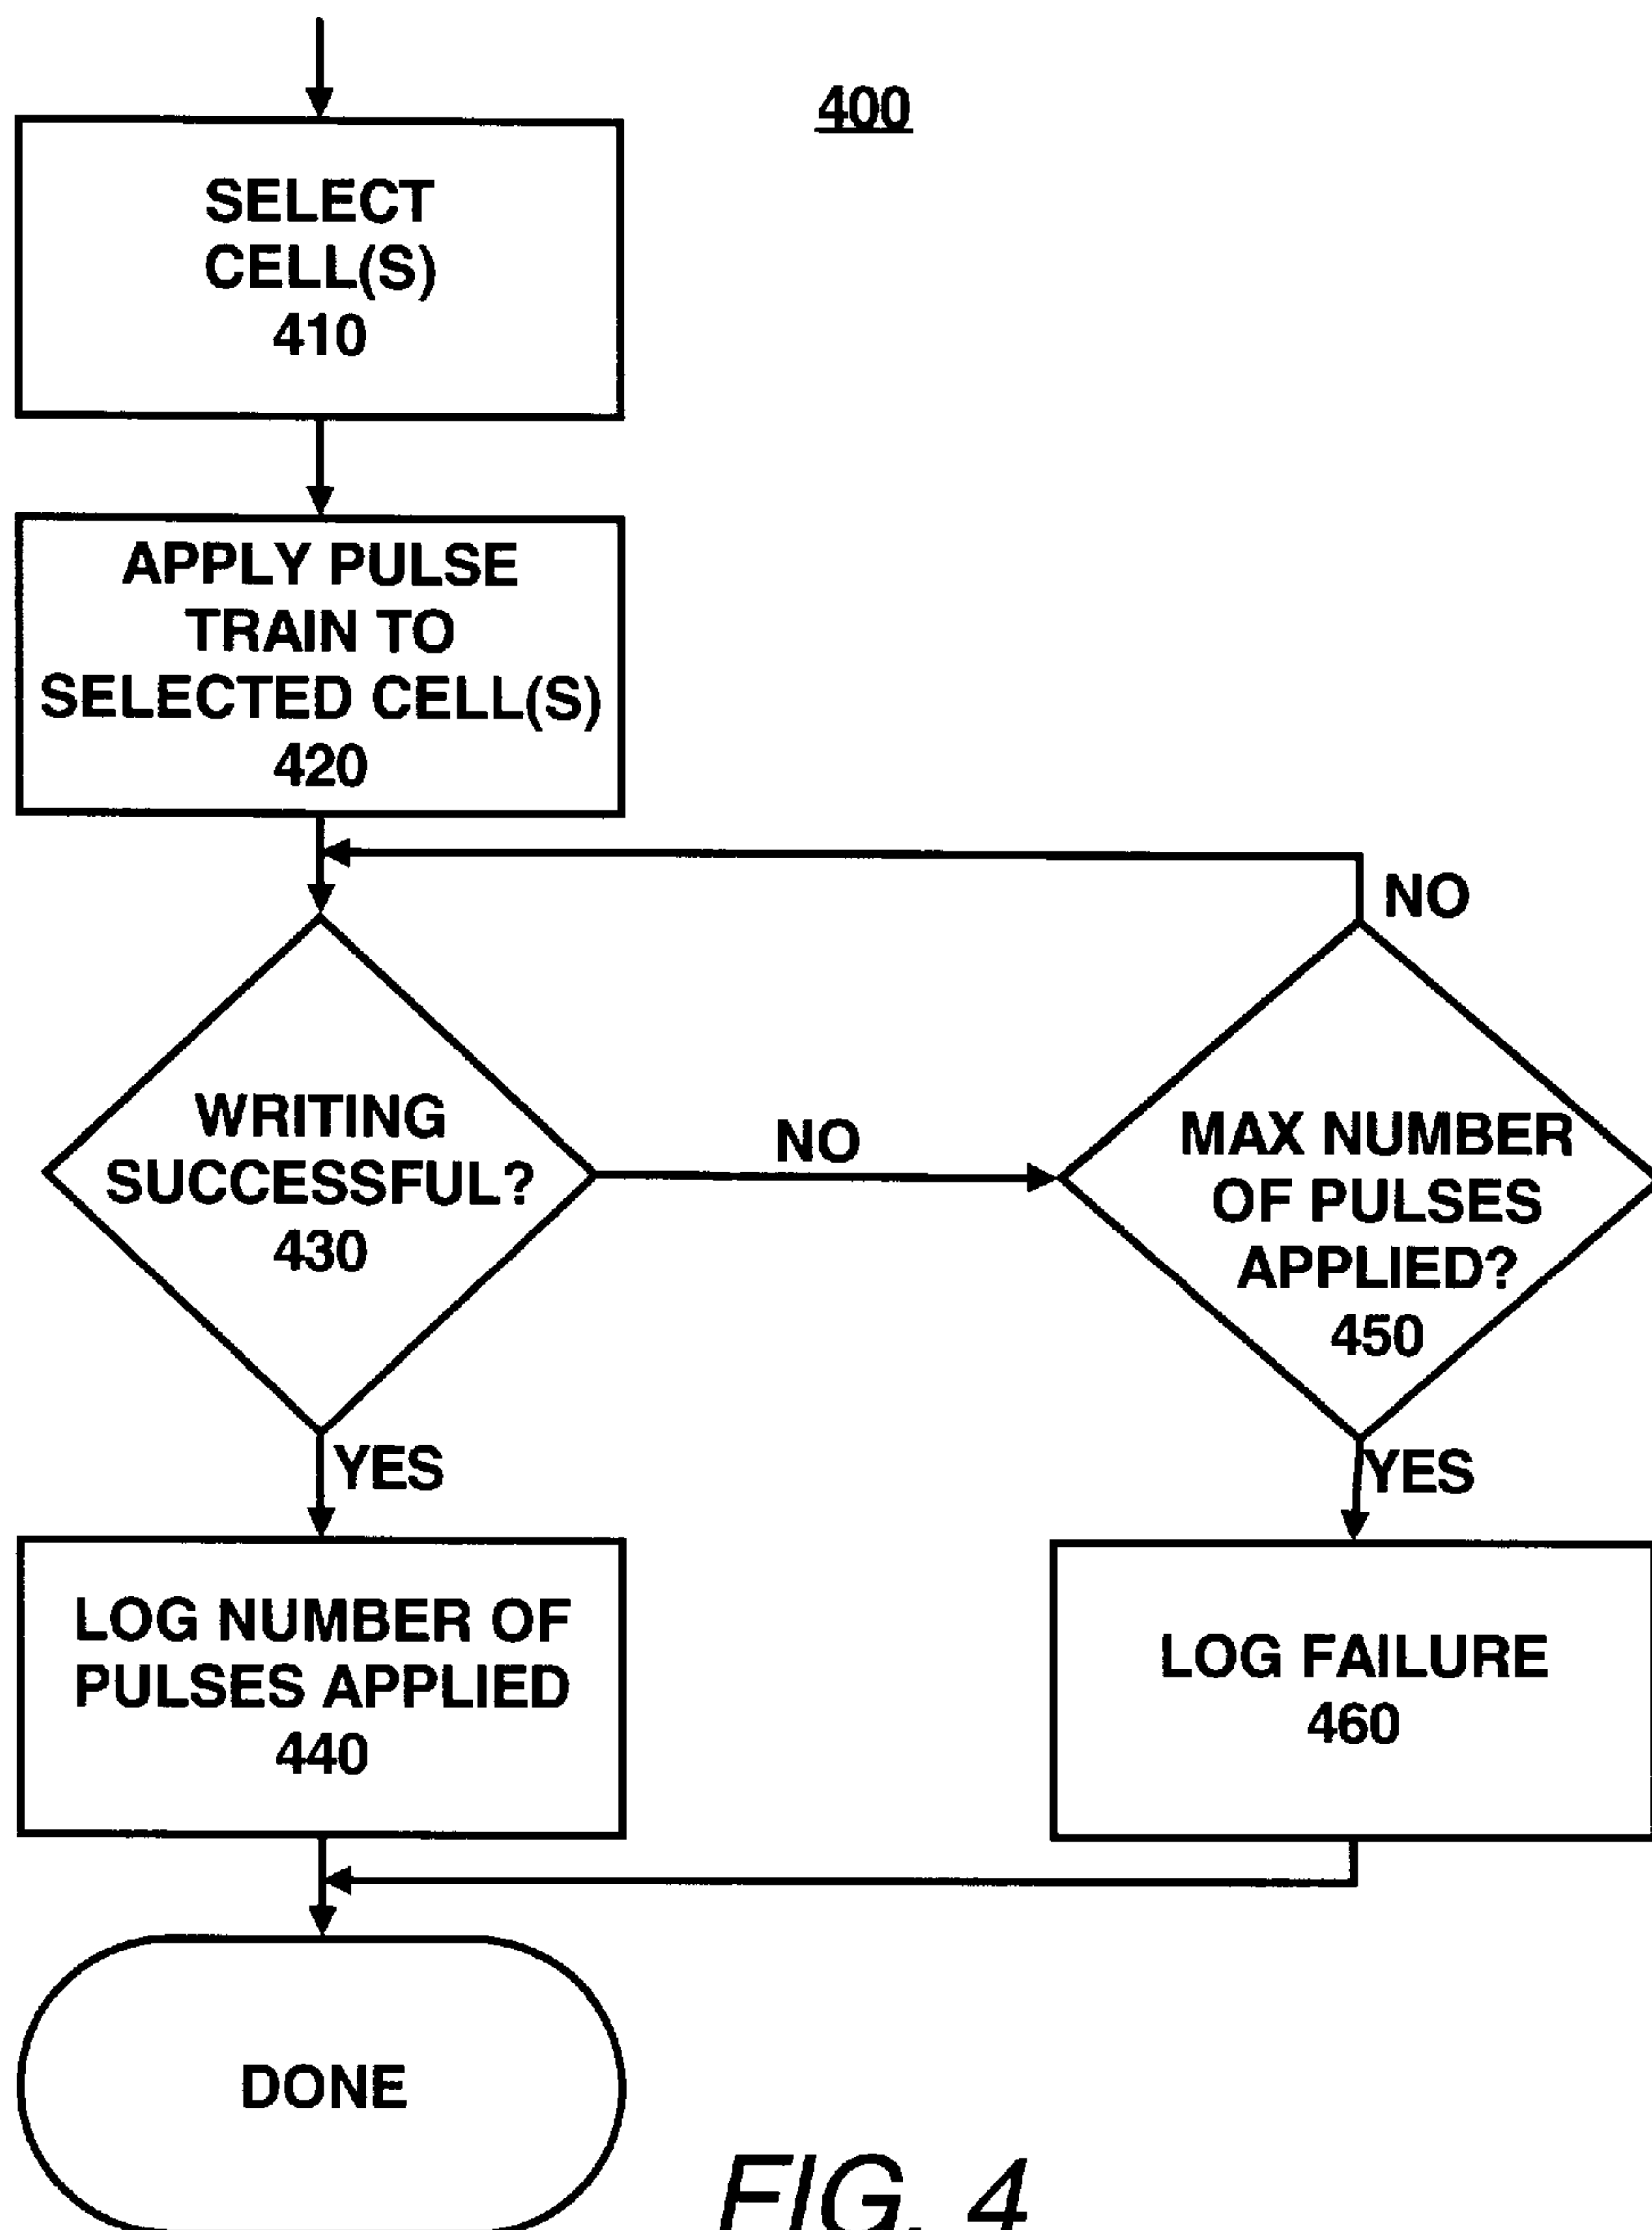 400
SELECT
CELL(S)
410
APPLY PULSE
TRAIN TO
SELECTED CELL(S)
420
NO
WRITING
SUCCESSFUL?
430
NO
MAX NUMBER
OF PULSES
APPLIED?
450
YES
YES
LOG NUMBER OF
PULSES APPLIED
440
LOG FAILURE
460
DONE
FIG. 4